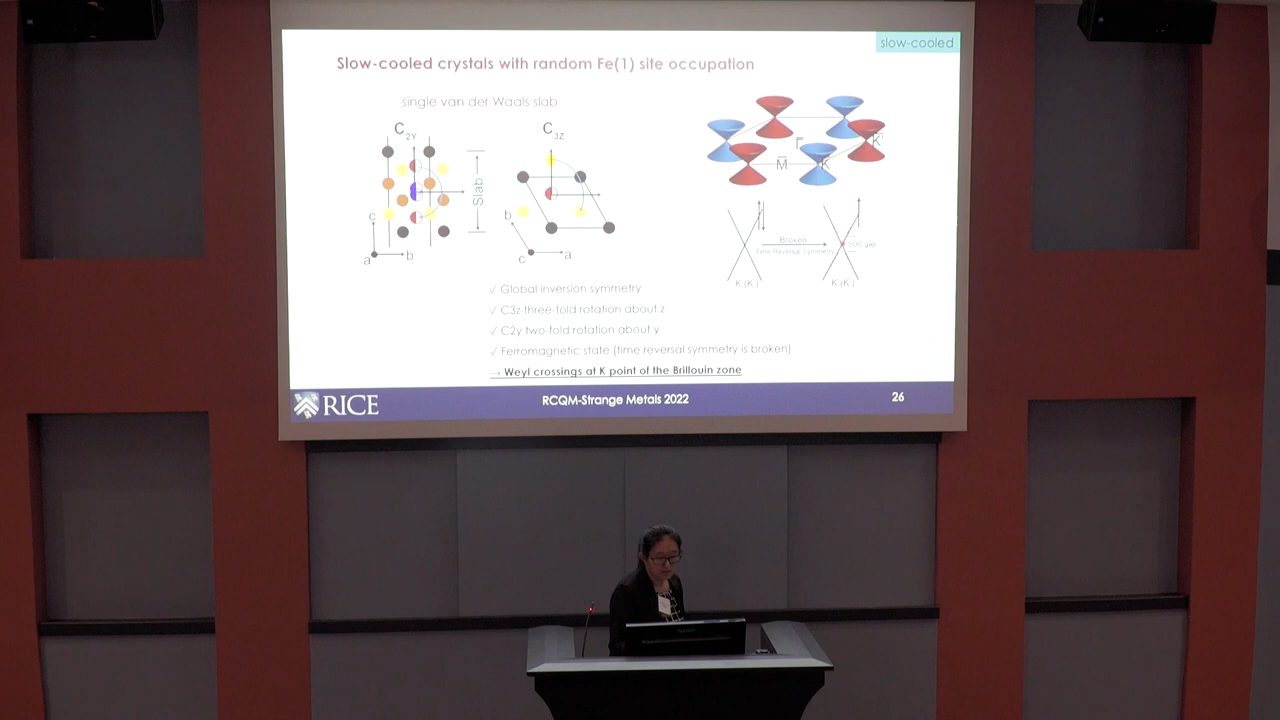 slow-cooled
Slow-cooled crystals with random Fe(1) site occupation
single van der Waals slab
C2Y
C3Z
Slab
c
a
b
b
c
a
Γ
M
K
K'
Broken
Time Reversal Symmetry
SOC gap
K (K')
K (K')
✓ Global inversion symmetry
✓ C3z three-fold rotation about z
✓ C2y two-fold rotation about y
✓ Ferromagnetic state (time reversal symmetry is broken)
→ Weyl crossings at K point of the Brillouin zone
RICE
RCQM-Strange Metals 2022
26